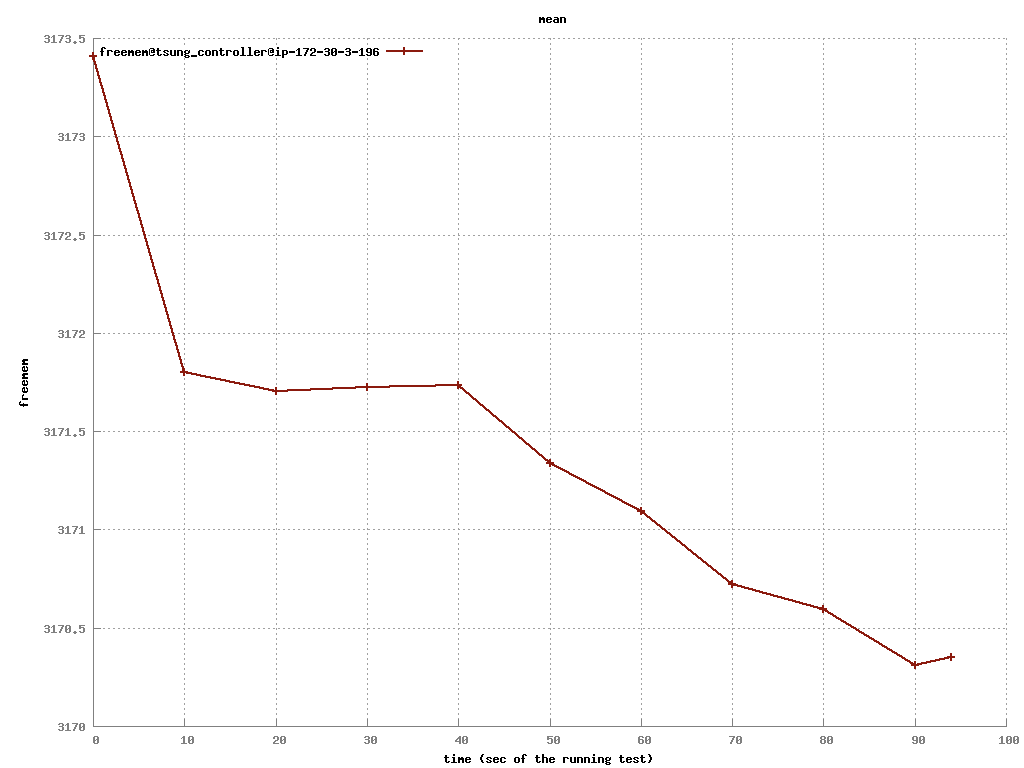 mean
3173.5
freemem@tsung_controller@ip-172-30-3-196
3173
3172.5
3172
freemem
3171.5
3171
3170.5
3170
0 10 20 30 40 50 60 70 80 90 100
time (sec of the running test)